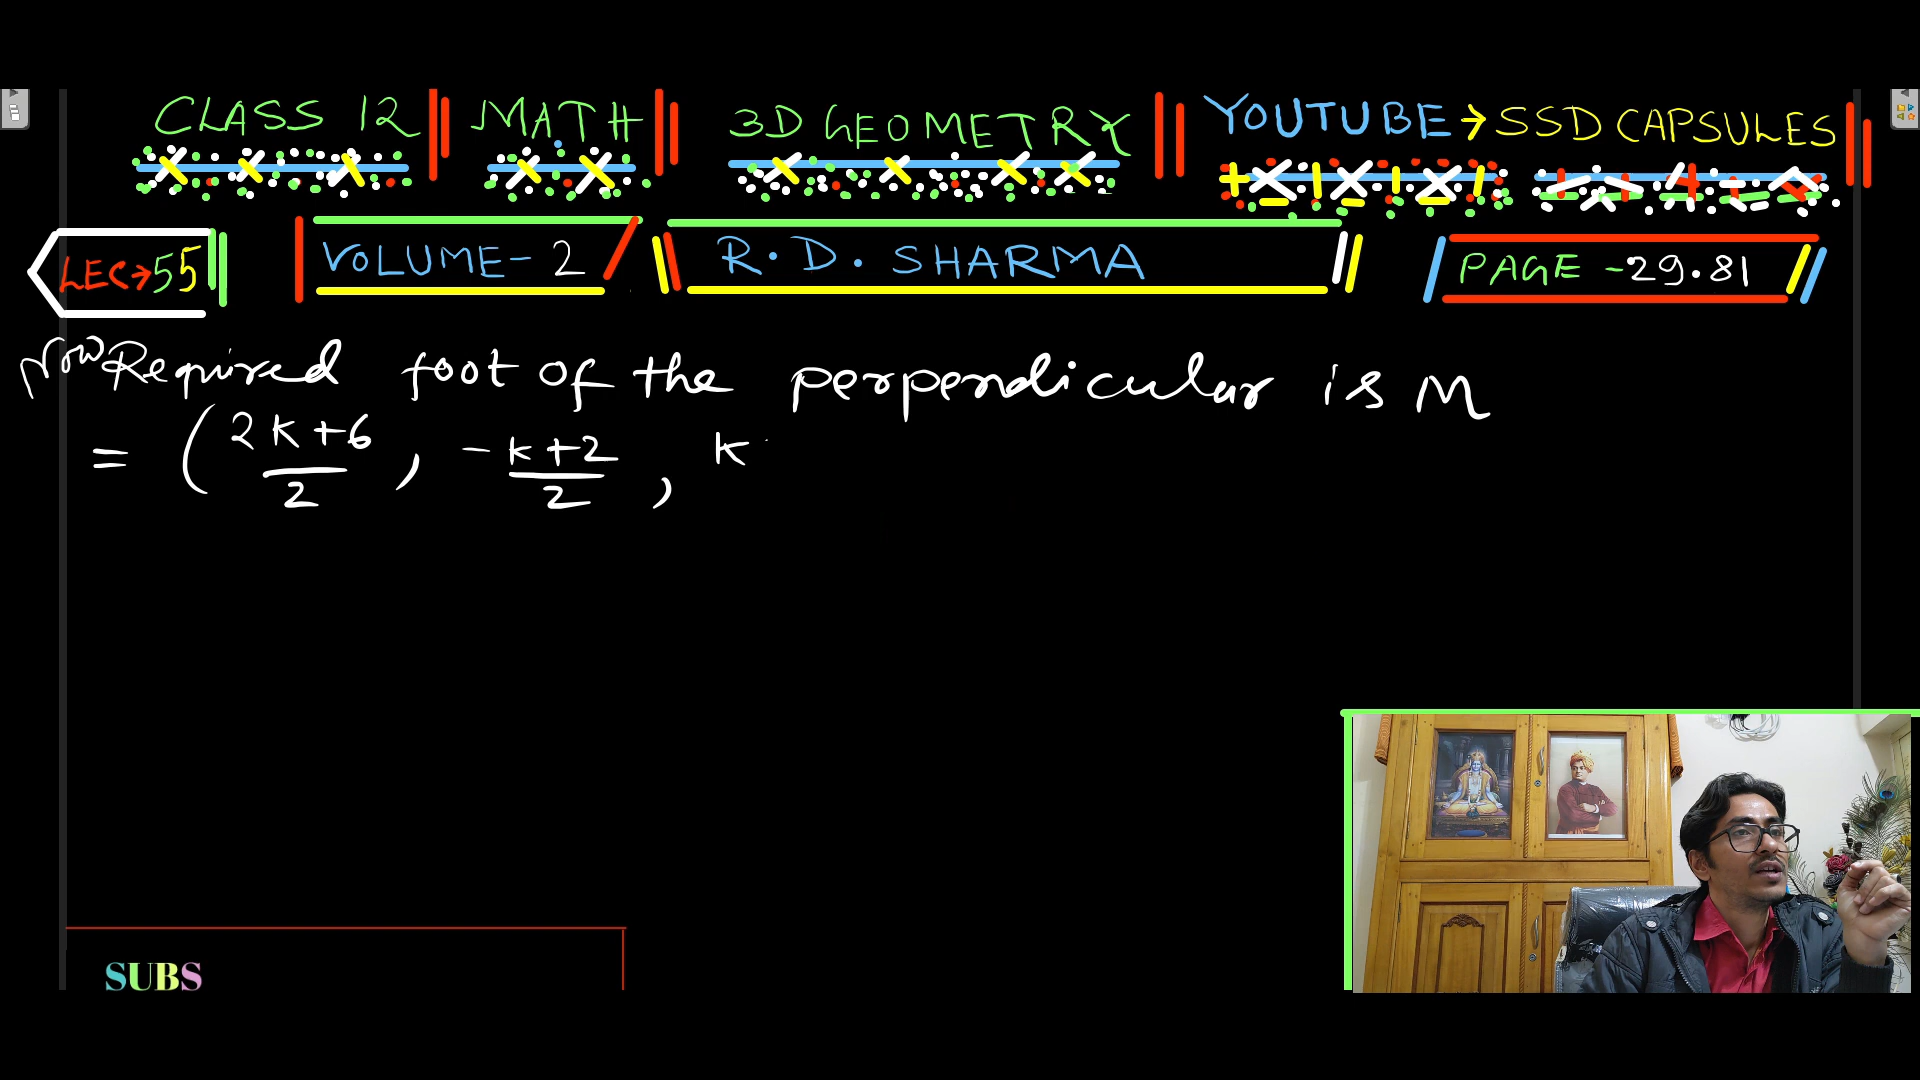 CLASS 12 || MATH || 3D GEOMETRY || YOUTUBE → SSD CAPSULES ||
LEC→55 || VOLUME-2 / R.D. SHARMA || PAGE -29.81 //
Now Required foot of the perpendicular is M
= ( (2k+6)/2 , (-k+2)/2 , k
SUBS